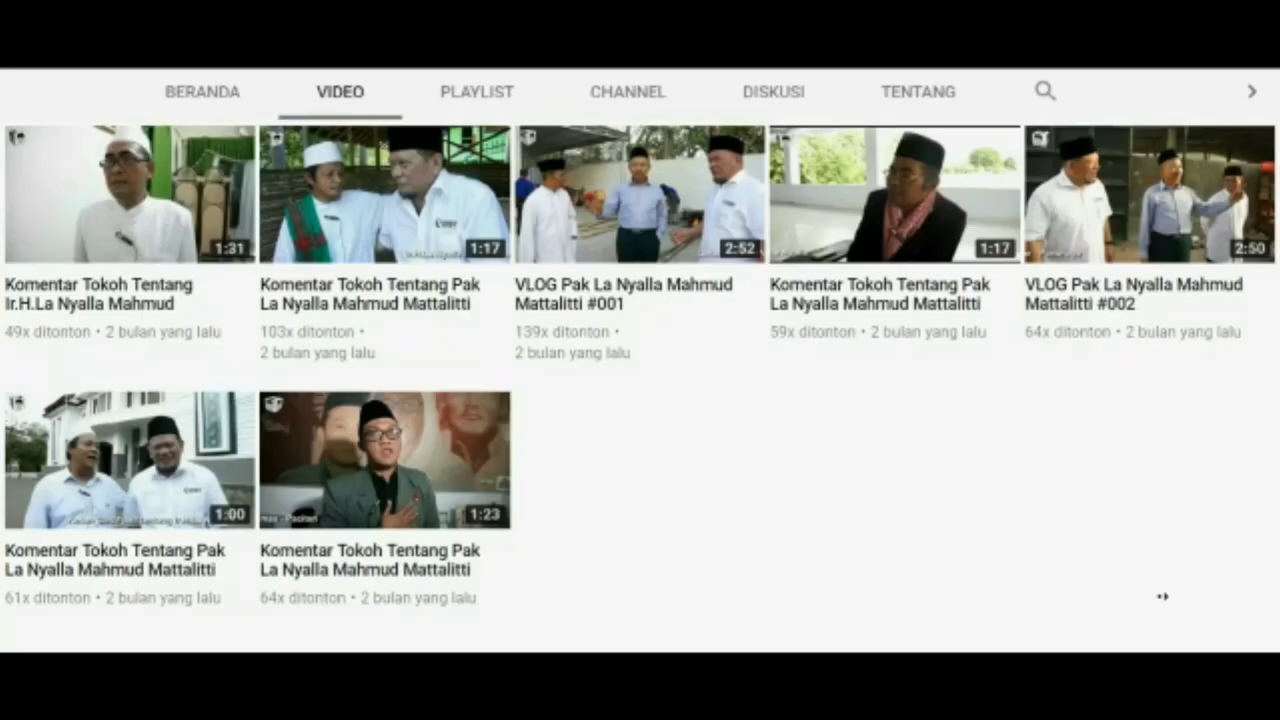 BERANDA VIDEO PLAYLIST CHANNEL DISKUSI TENTANG
1:31
1:17
2:52
1:17
2:50
Komentar Tokoh Tentang
Ir.H.La Nyalla Mahmud
49x ditonton • 2 bulan yang lalu
Komentar Tokoh Tentang Pak
La Nyalla Mahmud Mattalitti
103x ditonton •
2 bulan yang lalu
VLOG Pak La Nyalla Mahmud
Mattalitti #001
139x ditonton •
2 bulan yang lalu
Komentar Tokoh Tentang Pak
La Nyalla Mahmud Mattalitti
59x ditonton • 2 bulan yang lalu
VLOG Pak La Nyalla Mahmud
Mattalitti #002
64x ditonton • 2 bulan yang lalu
1:00
1:23
Komentar Tokoh Tentang Pak
La Nyalla Mahmud Mattalitti
61x ditonton • 2 bulan yang lalu
Komentar Tokoh Tentang Pak
La Nyalla Mahmud Mattalitti
64x ditonton • 2 bulan yang lalu